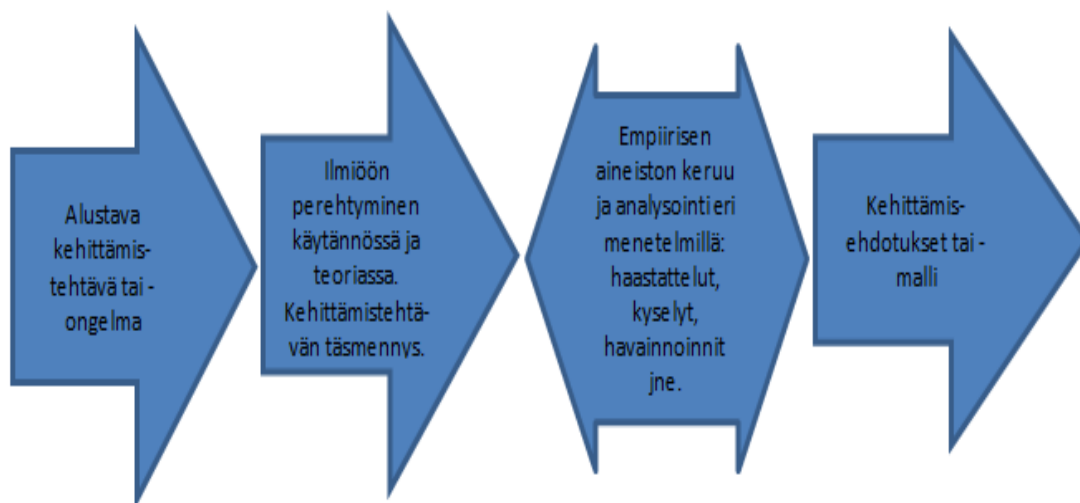 Alustava
kehittämis-
tehtävä tai -
ongelma
Ilmiöön
perehtyminen
käytännössä ja
teoriassa.
Kehittämistehtä-
vän täsmennys.
Empiirisen
aineiston keruu
ja analysointi eri
menetelmillä:
haastattelut,
kyselyt,
havainnoinnit
jne.
Kehittämis-
ehdotukset tai -
malli